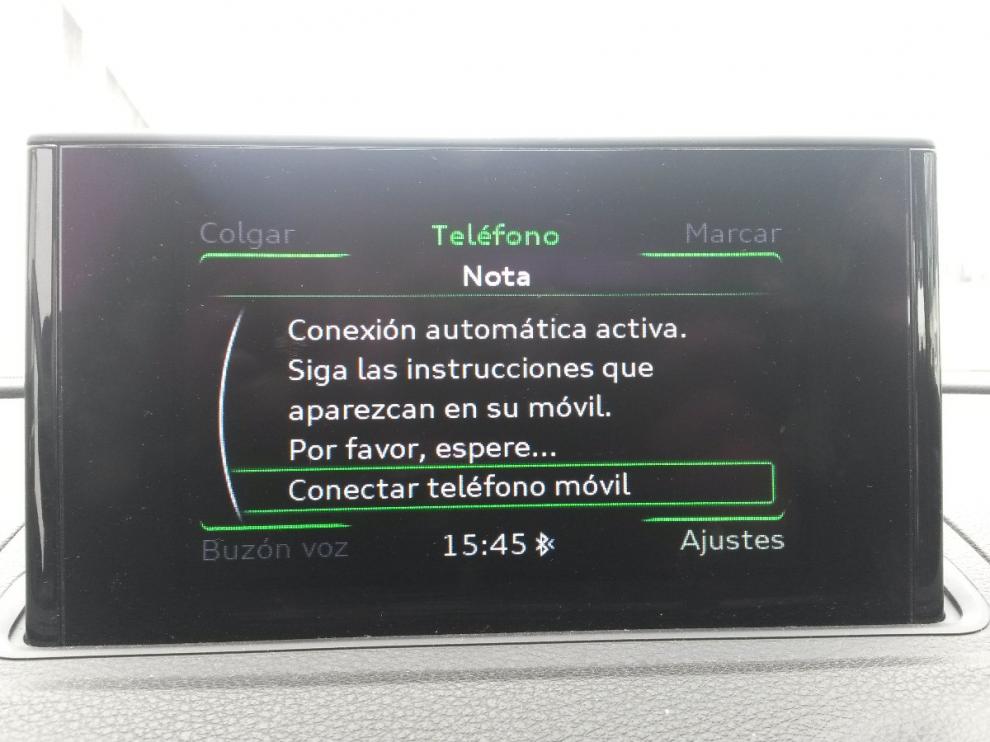 Colgar Teléfono Marcar
Nota
Conexión automática activa.
Siga las instrucciones que
aparezcan en su móvil.
Por favor, espere...
Conectar teléfono móvil
Buzón voz 15:45 Ajustes